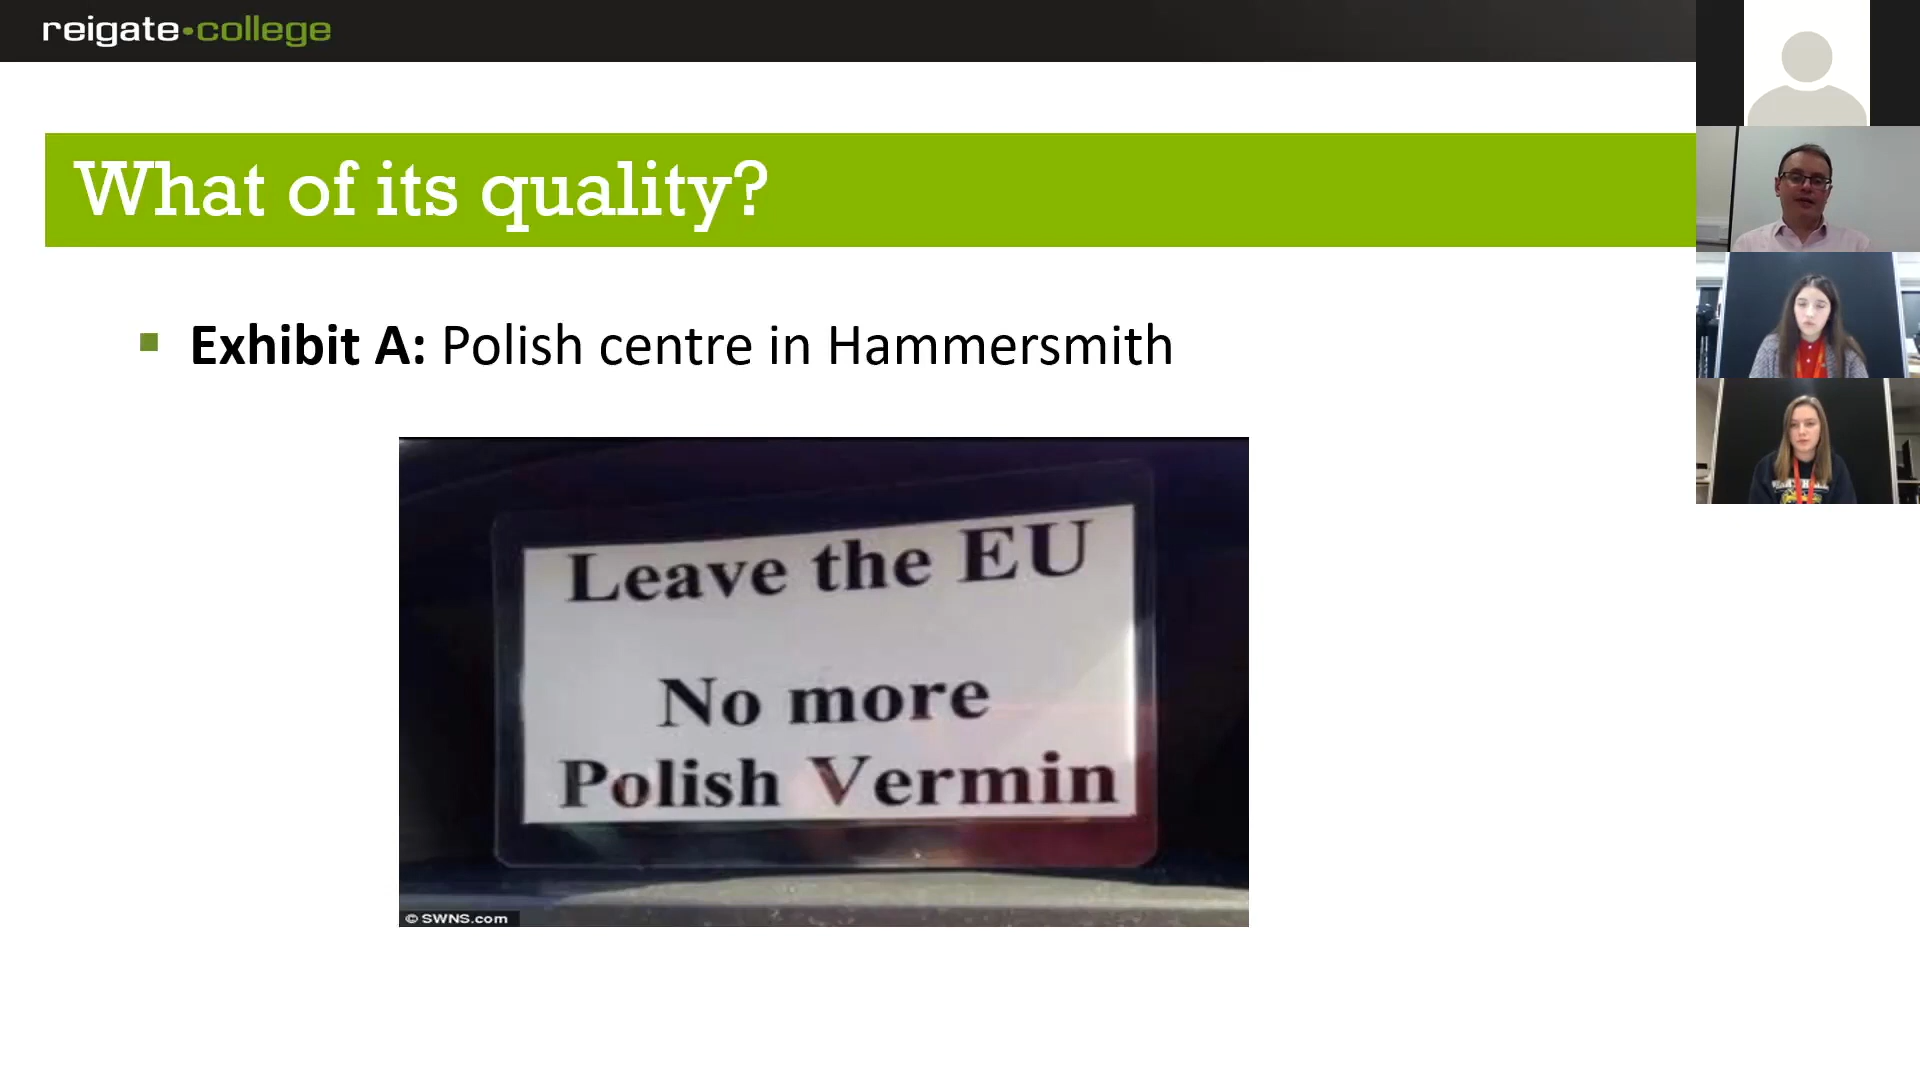 reigate•college
What of its quality?
Exhibit A: Polish centre in Hammersmith
Leave the EU
No more
Polish Vermin
© SWNS.com